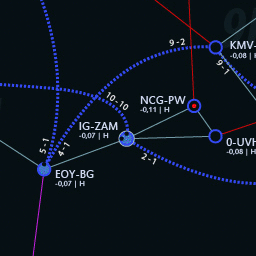 9 - 2
KMV-
-0,08 | H
9 - 1
10 - 10
NCG-PW
-0,11 | H
IG-ZAM
-0,07 | H
0-UVH
-0,08 | H
5 - 1
4 - 1
2 - 1
EOY-BG
-0,07 | H